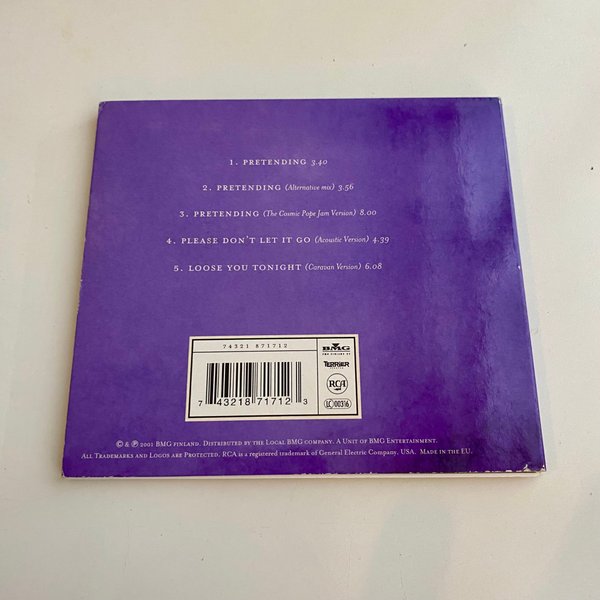 1. PRETENDING 3.40
2. PRETENDING (Alternative mix) 3.56
3. PRETENDING (The Cosmic Pope Jam Version) 8.00
4. PLEASE DON'T LET IT GO (Acoustic Version) 4.39
5. LOOSE YOU TONIGHT (Caravan Version) 6.08
74321 871712
BMG
TERRIER
RCA
LC 00316
7 43218 71712 3
© & ℗ 2001 BMG FINLAND. DISTRIBUTED BY THE LOCAL BMG COMPANY. A UNIT OF BMG ENTERTAINMENT.
ALL TRADEMARKS AND LOGOS ARE PROTECTED. RCA IS A REGISTERED TRADEMARK OF GENERAL ELECTRIC COMPANY, USA. MADE IN THE EU.